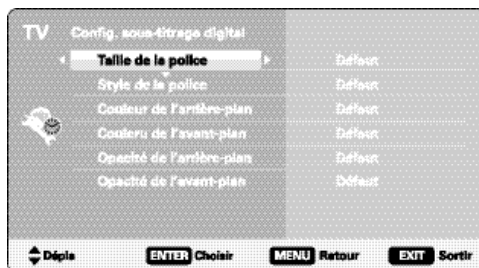 TV Config. sous-titrage digital
Taille de la police Défaut
Style de la police Défaut
Couleur de l'arrière-plan Défaut
Couleru de l'avant-plan Défaut
Opacité de l'arrière-plan Défaut
Opacité de l'avant-plan Défaut
Dépla ENTER Choisir MENU Retour EXIT Sortir